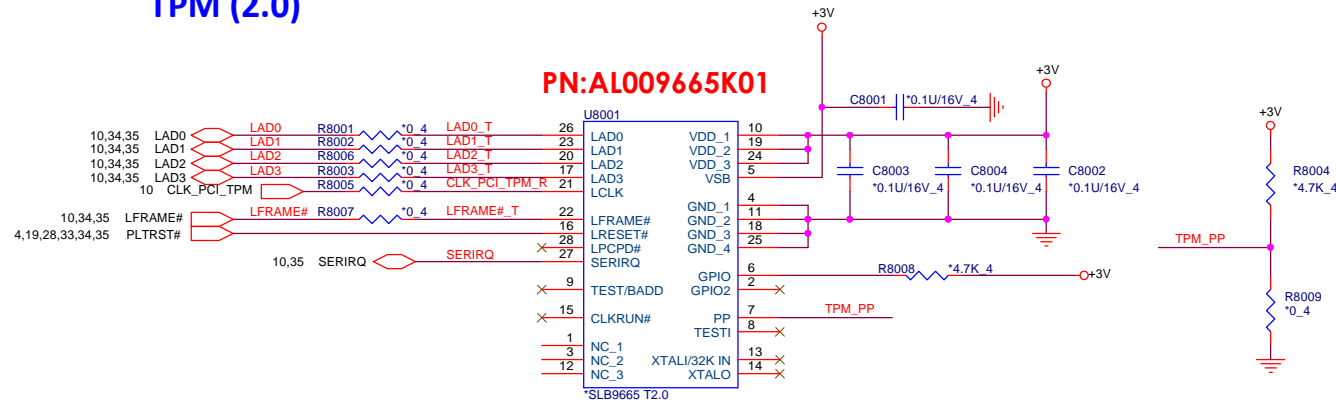 TPM (2.0)
PN:AL009665K01
+3V
+3V
+3V
C8001 *0.1U/16V_4
U8001
10,34,35 LAD0 LAD0 R8001 *0_4 LAD0_T 26 LAD0 VDD_1 10
10,34,35 LAD1 LAD1 R8002 *0_4 LAD1_T 23 LAD1 VDD_2 19
10,34,35 LAD2 LAD2 R8006 *0_4 LAD2_T 20 LAD2 VDD_3 24
10,34,35 LAD3 LAD3 R8003 *0_4 LAD3_T 17 LAD3 VSB 5
10 CLK_PCI_TPM R8005 *0_4 CLK_PCI_TPM_R 21 LCLK
C8003 C8004 C8002
*0.1U/16V_4 *0.1U/16V_4 *0.1U/16V_4
R8004
*4.7K_4
GND_1 4
10,34,35 LFRAME# LFRAME# R8007 *0_4 LFRAME#_T 22 LFRAME# GND_2 11
4,19,28,33,34,35 PLTRST# 16 LRESET# GND_3 18
28 LPCPD# GND_4 25
10,35 SERIRQ SERIRQ 27 SERIRQ
TPM_PP
GPIO 6 R8008 *4.7K_4 +3V
9 TEST/BADD GPIO2 2
R8009
*0_4
15 CLKRUN# PP 7 TPM_PP
TESTI 8
1 NC_1
3 NC_2 XTALI/32K IN 13
12 NC_3 XTALO 14
*SLB9665 T2.0